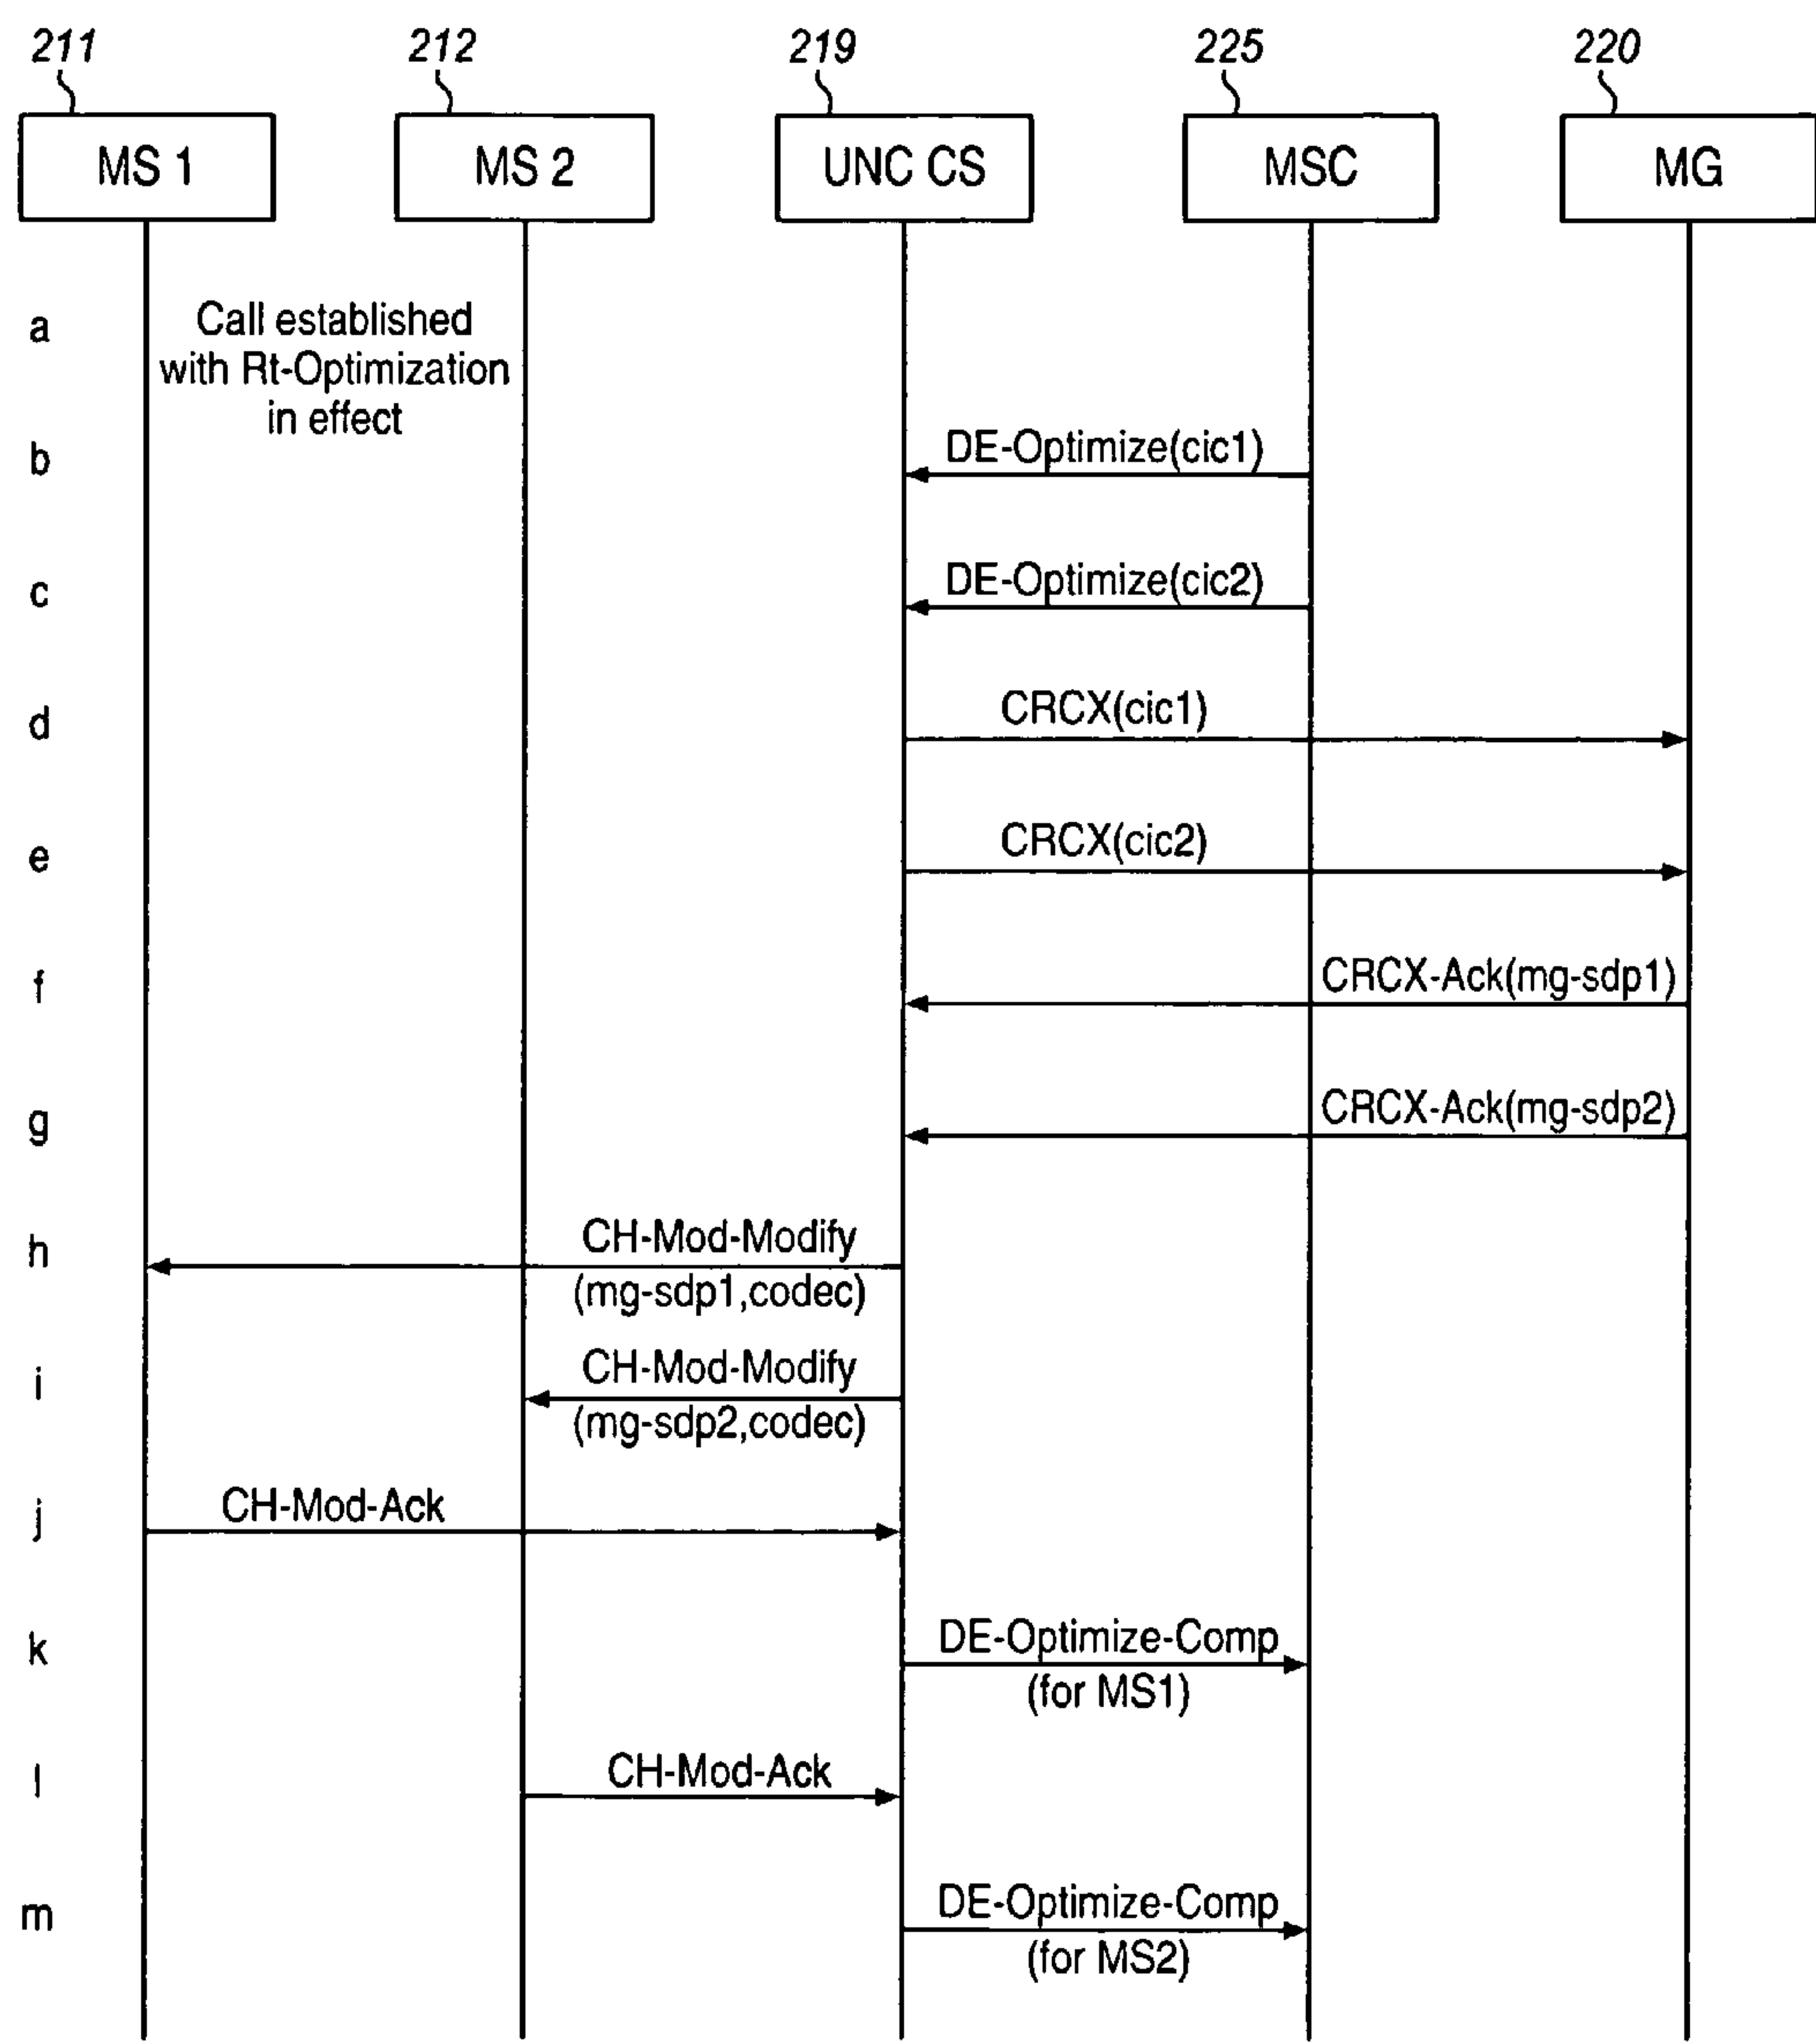 211 212 219 225 220
MS 1 MS 2 UNC CS MSC MG
a
Call established
with Rt-Optimization
in effect
b DE-Optimize(cic1)
c DE-Optimize(cic2)
d CRCX(cic1)
e CRCX(cic2)
f CRCX-Ack(mg-sdp1)
g CRCX-Ack(mg-sdp2)
h CH-Mod-Modify
(mg-sdp1,codec)
i CH-Mod-Modify
(mg-sdp2,codec)
j CH-Mod-Ack
k DE-Optimize-Comp
(for MS1)
l CH-Mod-Ack
m DE-Optimize-Comp
(for MS2)